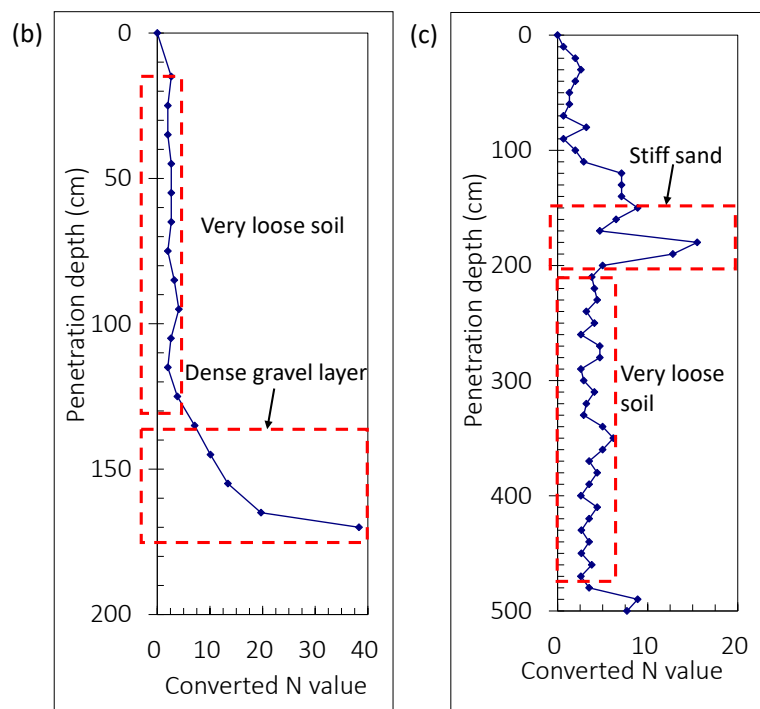 (b)
0
50
100
150
200
Penetration depth (cm)
Very loose soil
Dense gravel layer
0 10 20 30 40
Converted N value
(c)
0
100
200
300
400
500
Penetration depth (cm)
Stiff sand
Very loose
soil
0 10 20
Converted N value